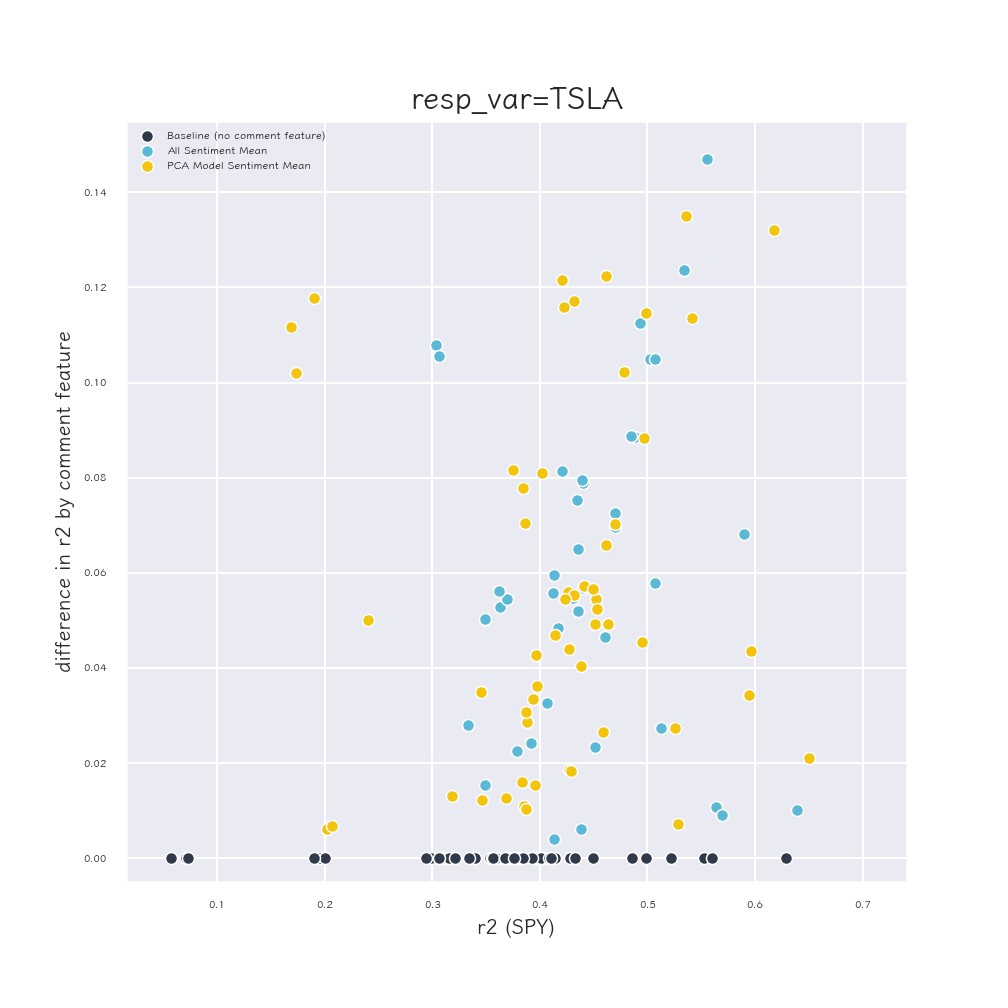 resp_var=TSLA
Baseline (no comment feature)
All Sentiment Mean
PCA Model Sentiment Mean
difference in r2 by comment feature
0.14
0.12
0.10
0.08
0.06
0.04
0.02
0.00
0.1 0.2 0.3 0.4 0.5 0.6 0.7
r2 (SPY)